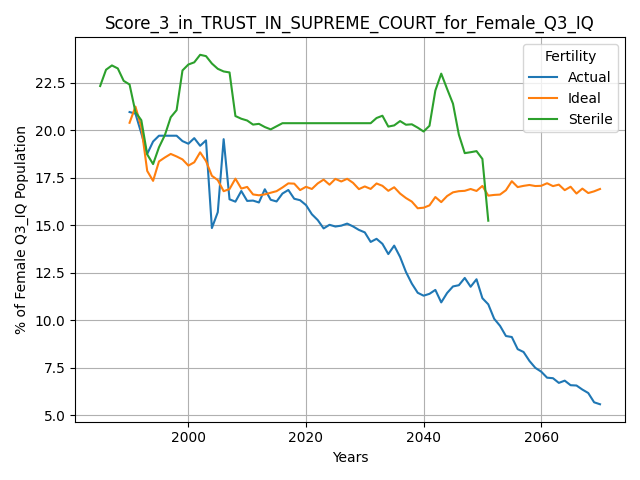 Score_3_in_TRUST_IN_SUPREME_COURT_for_Female_Q3_IQ
Fertility
Actual
Ideal
Sterile
% of Female Q3_IQ Population
22.5
20.0
17.5
15.0
12.5
10.0
7.5
5.0
2000 2020 2040 2060
Years